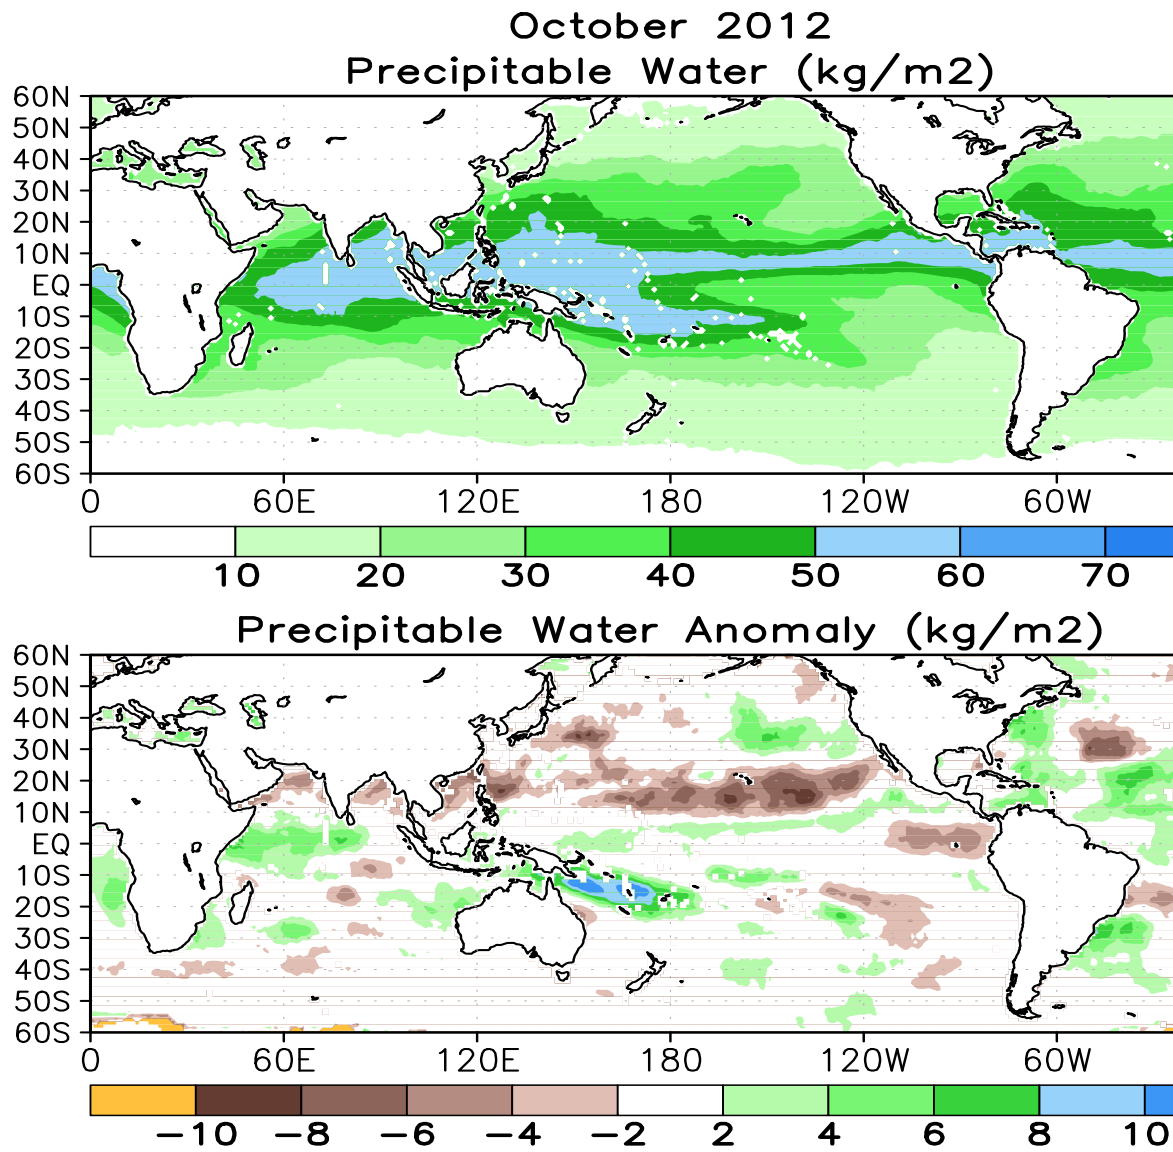 October 2012
Precipitable Water (kg/m2)
60N
50N
40N
30N
20N
10N
EQ
10S
20S
30S
40S
50S
60S
0 60E 120E 180 120W 60W
10 20 30 40 50 60 70
Precipitable Water Anomaly (kg/m2)
60N
50N
40N
30N
20N
10N
EQ
10S
20S
30S
40S
50S
60S
0 60E 120E 180 120W 60W
−10 −8 −6 −4 −2 2 4 6 8 10